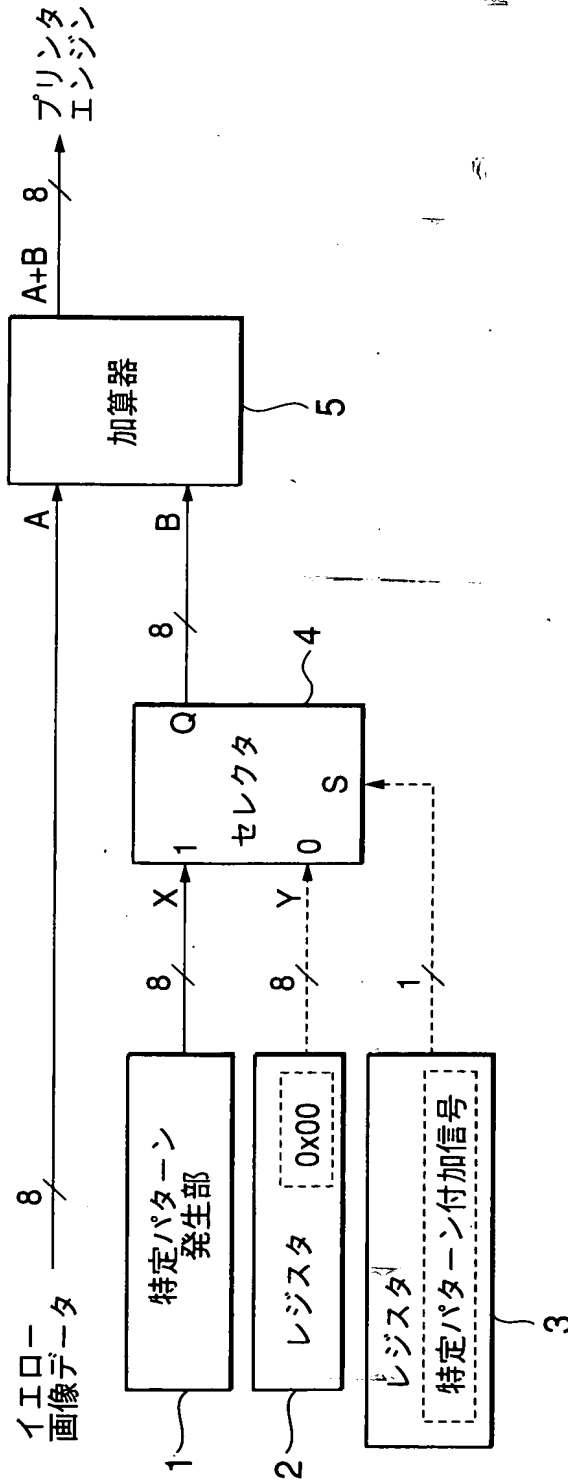 イエロー
画像データ
8
A
A+B
8
プリンタ
エンジン
加算器
5
特定パターン
発生部
1
8
X
1
セレクタ
Q
8
B
4
レジスタ
0x00
2
8
Y
0
S
レジスタ
特定パターン付加信号
3
1